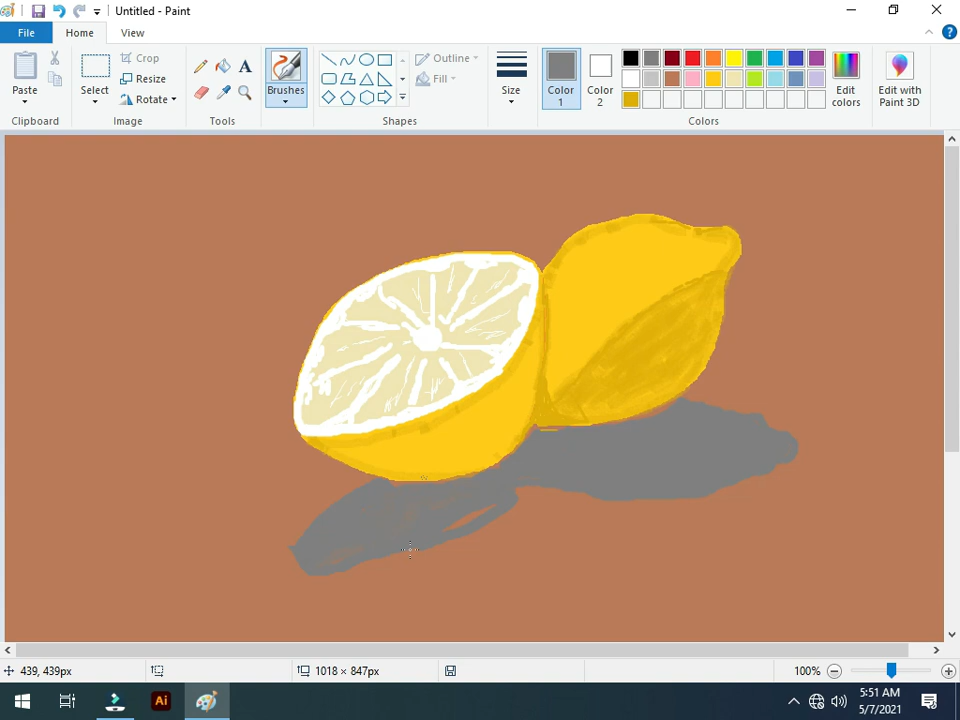 Untitled - Paint
File
Home
View
Paste
Clipboard
Select
Crop
Resize
Rotate
Image
A
Tools
Brushes
Outline
Fill
Shapes
Size
Color
1
Color
2
Colors
Edit
colors
Edit with
Paint 3D
439, 439px
1018 × 847px
100%
Ai
5:51 AM
5/7/2021